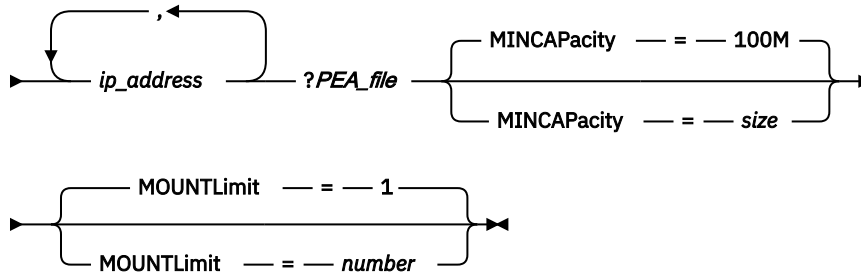 ,
MINCAPacity = 100M
ip_address ?PEA_file
MINCAPacity = size
MOUNTLimit = 1
MOUNTLimit = number